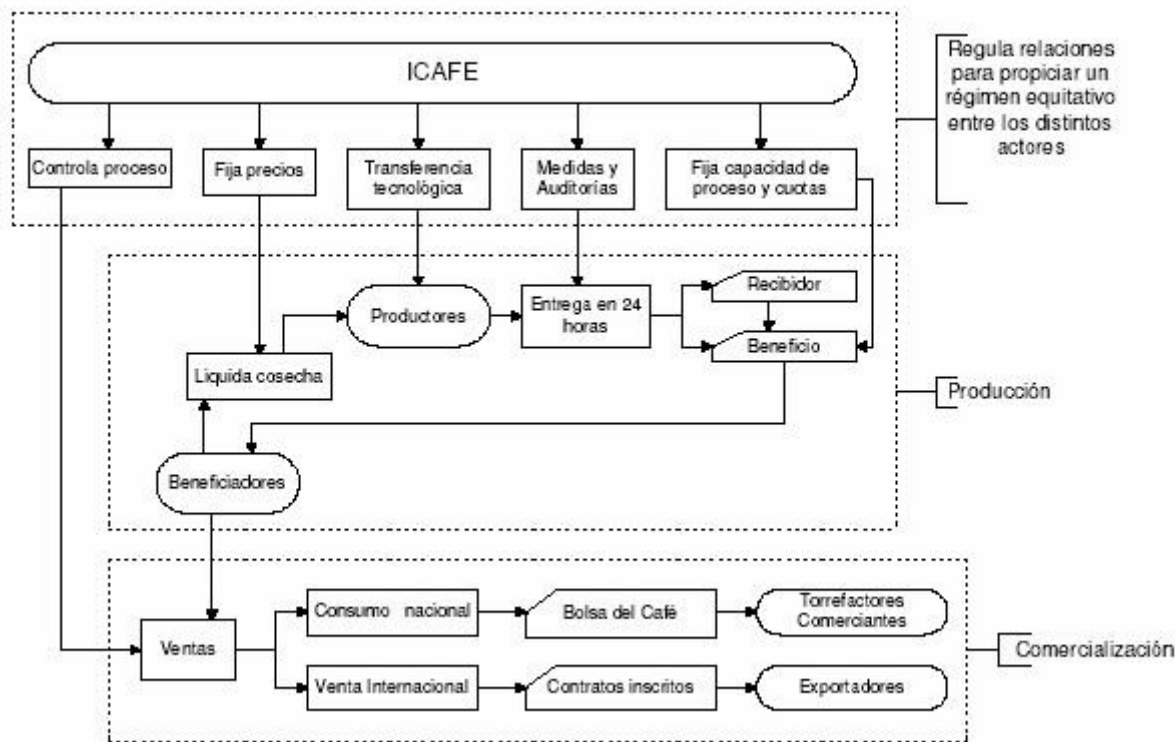 ICAFE
Regula relaciones
para propiciar un
régimen equitativo
entre los distintos
actores
Controla proceso
Fija precios
Transferencia
tecnológica
Medidas y
Auditorías
Fija capacidad de
proceso y cuotas
Productores
Entrega en 24
horas
Recibidor
Beneficio
Liquida cosecha
Producción
Beneficiadores
Ventas
Consumo nacional
Bolsa del Café
Torrefactores
Comerciantes
Comercialización
Venta Internacional
Contratos inscritos
Exportadores